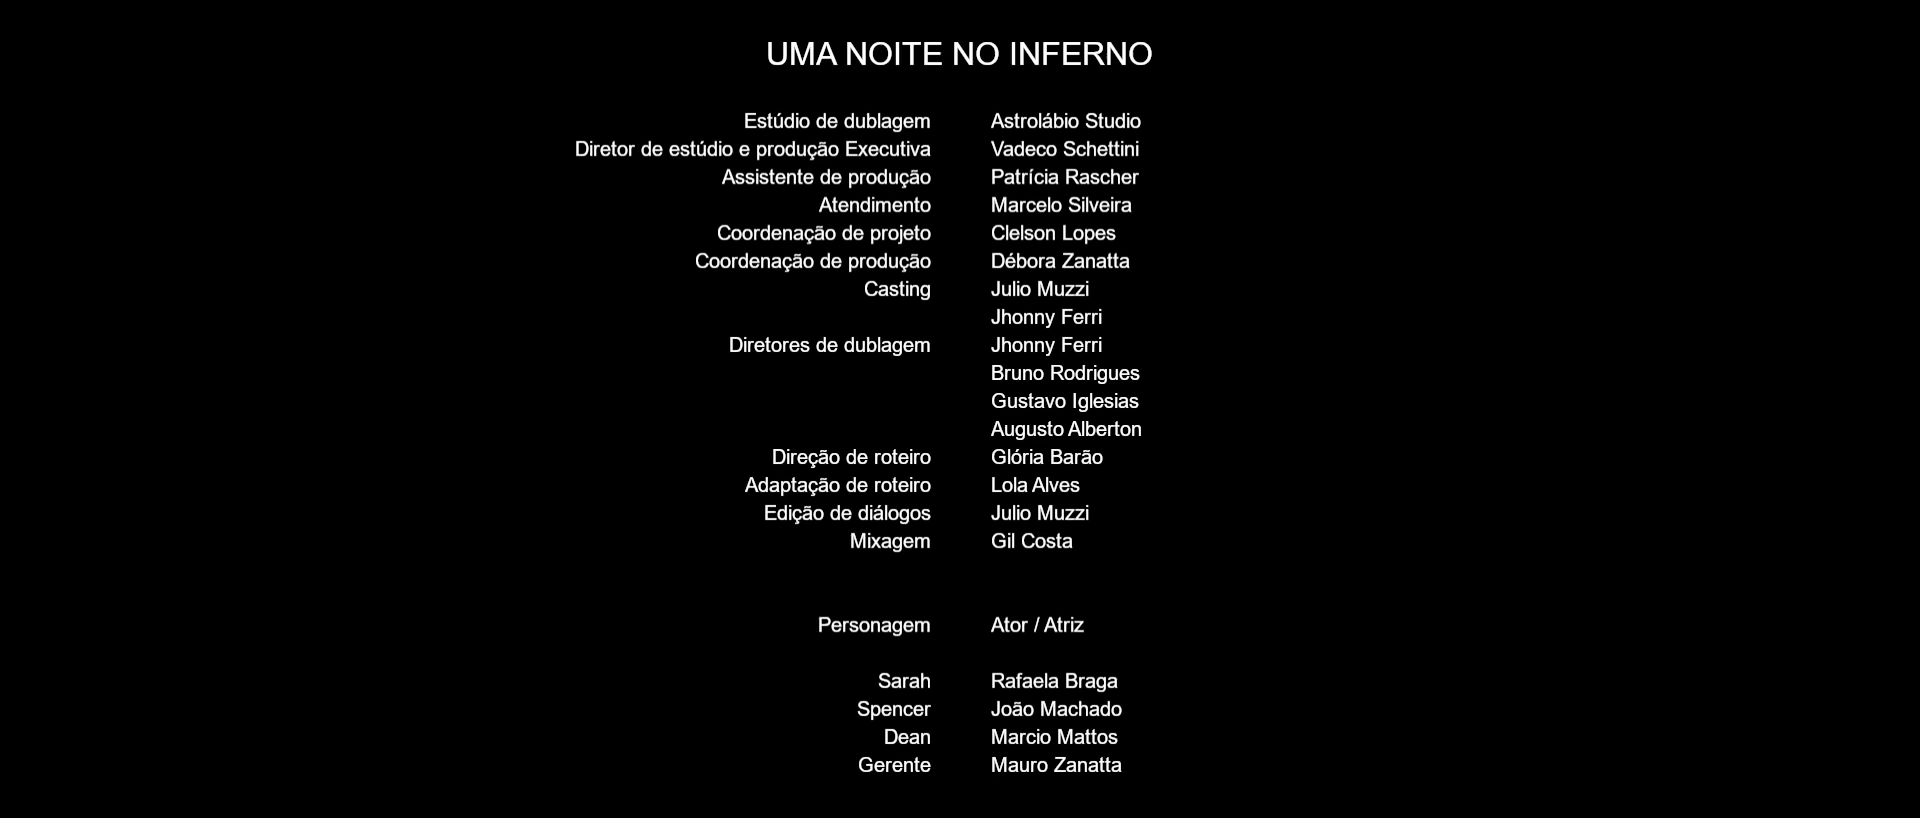 UMA NOITE NO INFERNO
Estúdio de dublagem Astrolábio Studio
Diretor de estúdio e produção Executiva Vadeco Schettini
Assistente de produção Patrícia Rascher
Atendimento Marcelo Silveira
Coordenação de projeto Clelson Lopes
Coordenação de produção Débora Zanatta
Casting Julio Muzzi
Jhonny Ferri
Diretores de dublagem Jhonny Ferri
Bruno Rodrigues
Gustavo Iglesias
Augusto Alberton
Direção de roteiro Glória Barão
Adaptação de roteiro Lola Alves
Edição de diálogos Julio Muzzi
Mixagem Gil Costa
Personagem Ator / Atriz
Sarah Rafaela Braga
Spencer João Machado
Dean Marcio Mattos
Gerente Mauro Zanatta